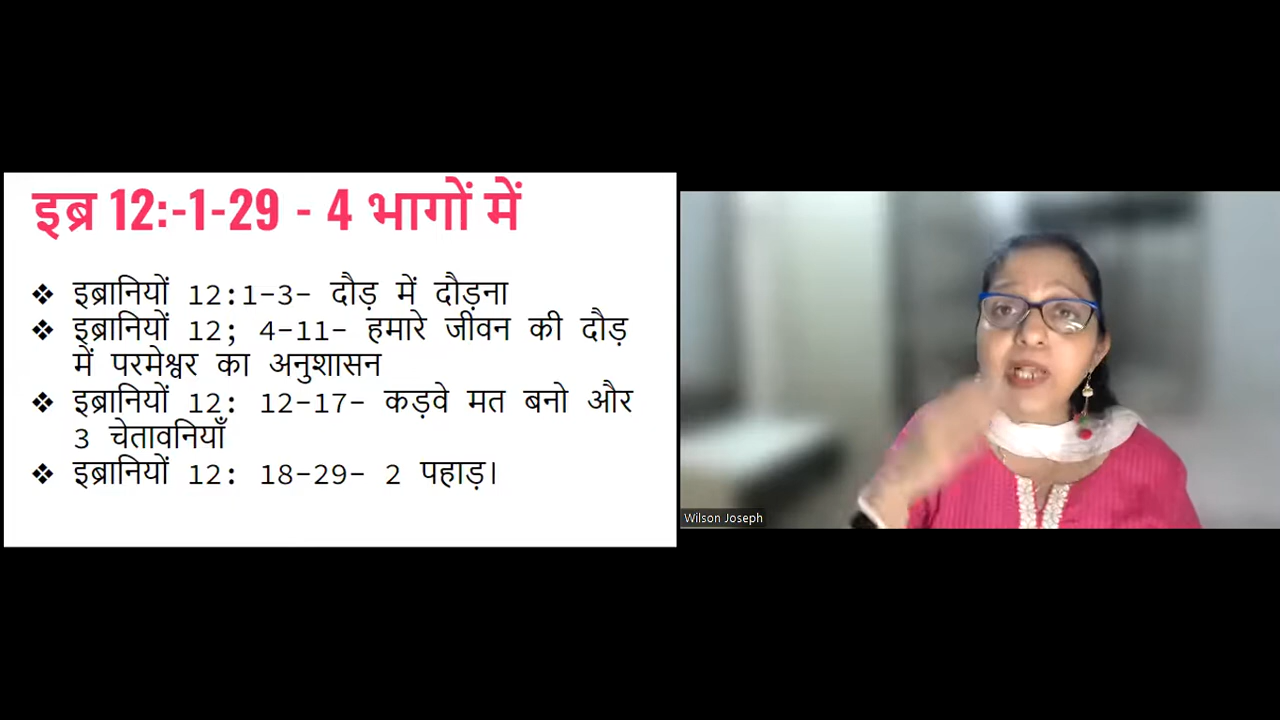 इब्र 12:-1-29 - 4 भागों में
❖ इब्रानियों 12:1-3- दौड़ में दौड़ना
❖ इब्रानियों 12; 4-11- हमारे जीवन की दौड़
में परमेश्वर का अनुशासन
❖ इब्रानियों 12: 12-17- कड़वे मत बनो और
3 चेतावनियाँ
❖ इब्रानियों 12: 18-29- 2 पहाड़।
Wilson Joseph